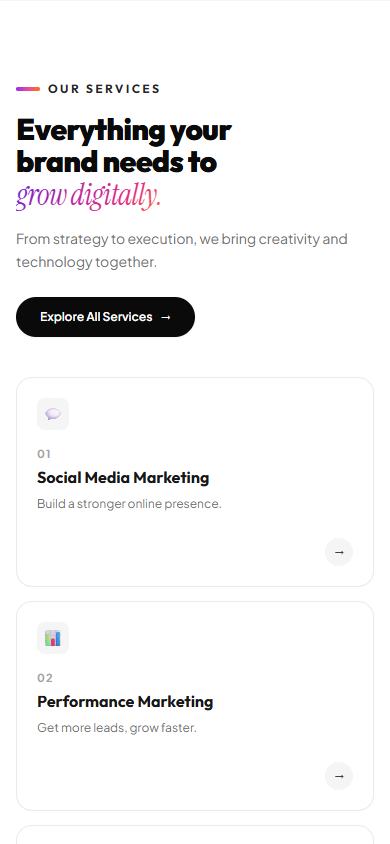 OUR SERVICES
Everything your
brand needs to
grow digitally.
From strategy to execution, we bring creativity and
technology together.
Explore All Services →
01
Social Media Marketing
Build a stronger online presence.
→
02
Performance Marketing
Get more leads, grow faster.
→